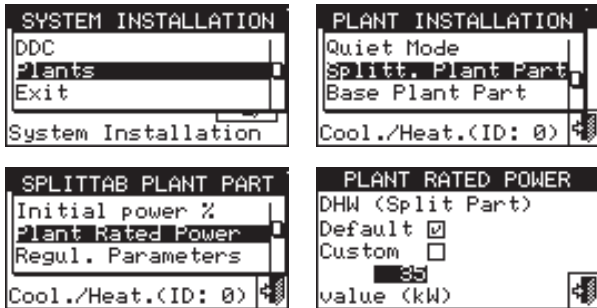 SYSTEM INSTALLATION
DDC
Plants
Exit
System Installation
PLANT INSTALLATION
Quiet Mode
Splitt. Plant Part
Base Plant Part
Cool./Heat.(ID: 0)
SPLITTAB PLANT PART
Initial power %
Plant Rated Power
Regul. Parameters
Cool./Heat.(ID: 0)
PLANT RATED POWER
DHW (Split Part)
Default ☑
Custom ☐
35
value (kW)